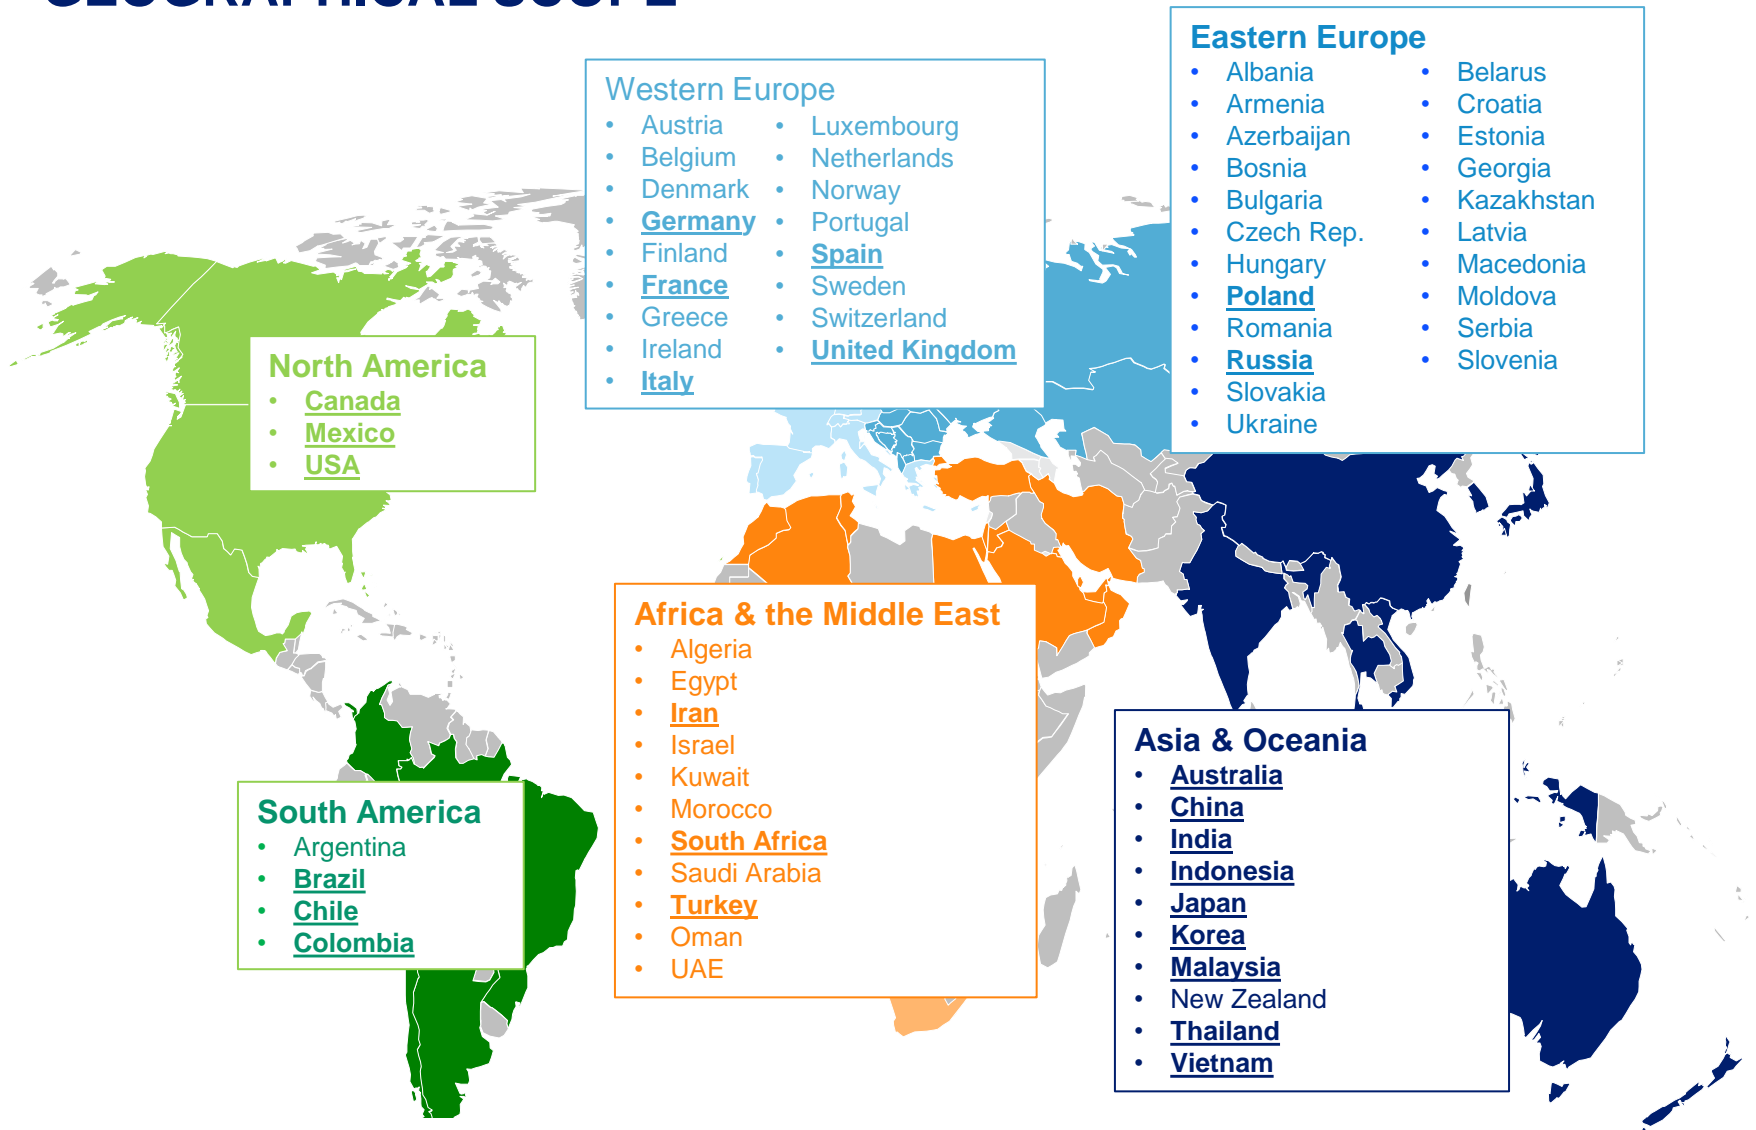 GEOGRAPHICAL SCOPE
Western Europe
• Austria
• Belgium
• Denmark
• Germany
• Finland
• France
• Greece
• Ireland
• Italy
• Luxembourg
• Netherlands
• Norway
• Portugal
• Spain
• Sweden
• Switzerland
• United Kingdom
Eastern Europe
• Albania
• Armenia
• Azerbaijan
• Bosnia
• Bulgaria
• Czech Rep.
• Hungary
• Poland
• Romania
• Russia
• Slovakia
• Ukraine
• Belarus
• Croatia
• Estonia
• Georgia
• Kazakhstan
• Latvia
• Macedonia
• Moldova
• Serbia
• Slovenia
North America
• Canada
• Mexico
• USA
Africa & the Middle East
• Algeria
• Egypt
• Iran
• Israel
• Kuwait
• Morocco
• South Africa
• Saudi Arabia
• Turkey
• Oman
• UAE
South America
• Argentina
• Brazil
• Chile
• Colombia
Asia & Oceania
• Australia
• China
• India
• Indonesia
• Japan
• Korea
• Malaysia
• New Zealand
• Thailand
• Vietnam